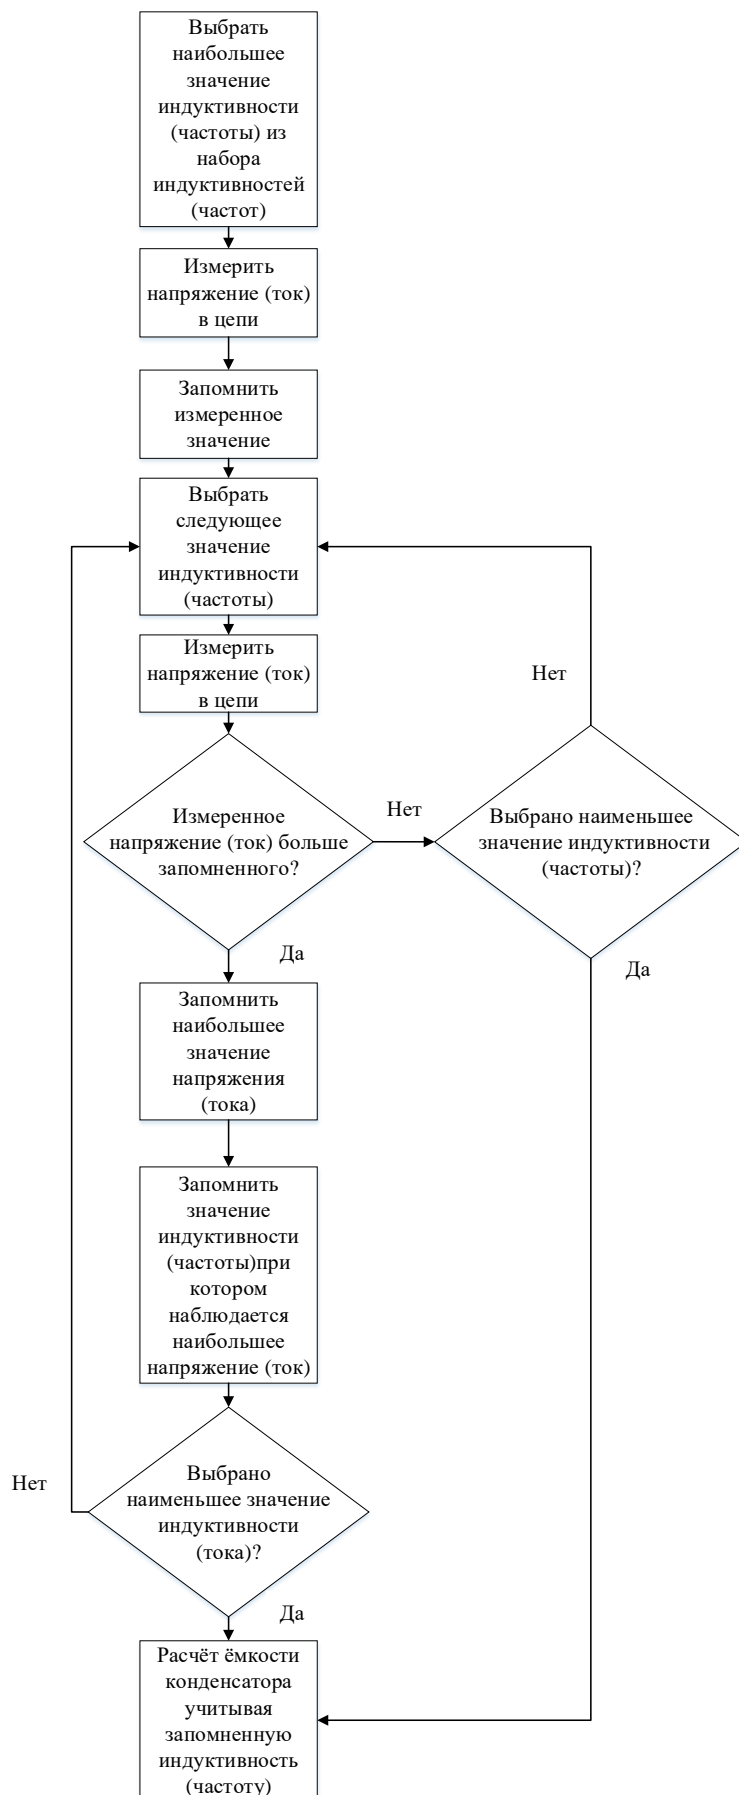 Выбрать
наибольшее
значение
индуктивности
(частоты) из
набора
индуктивностей
(частот)
Измерить
напряжение (ток)
в цепи
Запомнить
измеренное
значение
Выбрать
следующее
значение
индуктивности
(частоты)
Измерить
напряжение (ток)
в цепи
Нет
Измеренное
напряжение (ток) больше
запомненного?
Нет
Выбрано наименьшее
значение индуктивности
(частоты)?
Да
Да
Запомнить
наибольшее
значение
напряжения
(тока)
Запомнить
значение
индуктивности
(частоты)при
котором
наблюдается
наибольшее
напряжение (ток)
Нет
Выбрано
наименьшее значение
индуктивности
(тока)?
Да
Расчёт ёмкости
конденсатора
учитывая
запомненную
индуктивность
(частоту)